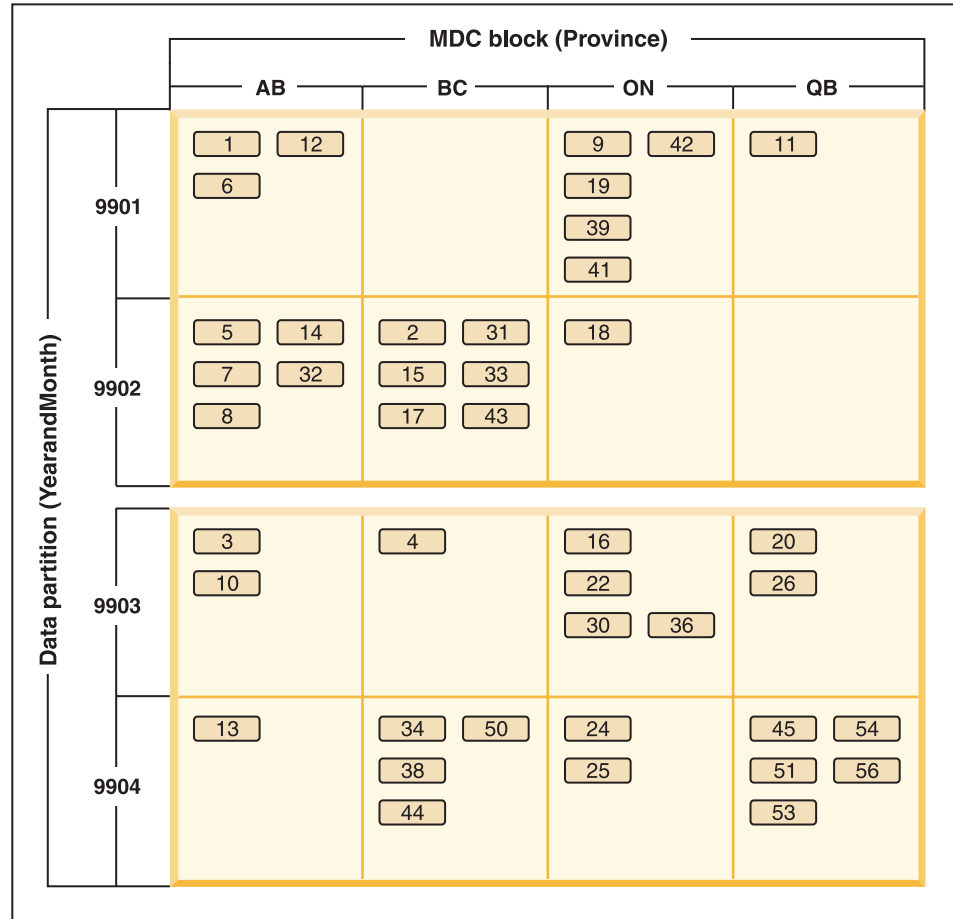 MDC block (Province)
AB BC ON QB
Data partition (YearandMonth)
9901
1 12 9 42 11
6 19
39
41
9902
5 14 2 31 18
7 32 15 33
8 17 43
9903
3 4 16 20
10 22 26
30 36
9904
13 34 50 24 45 54
38 25 51 56
44 53